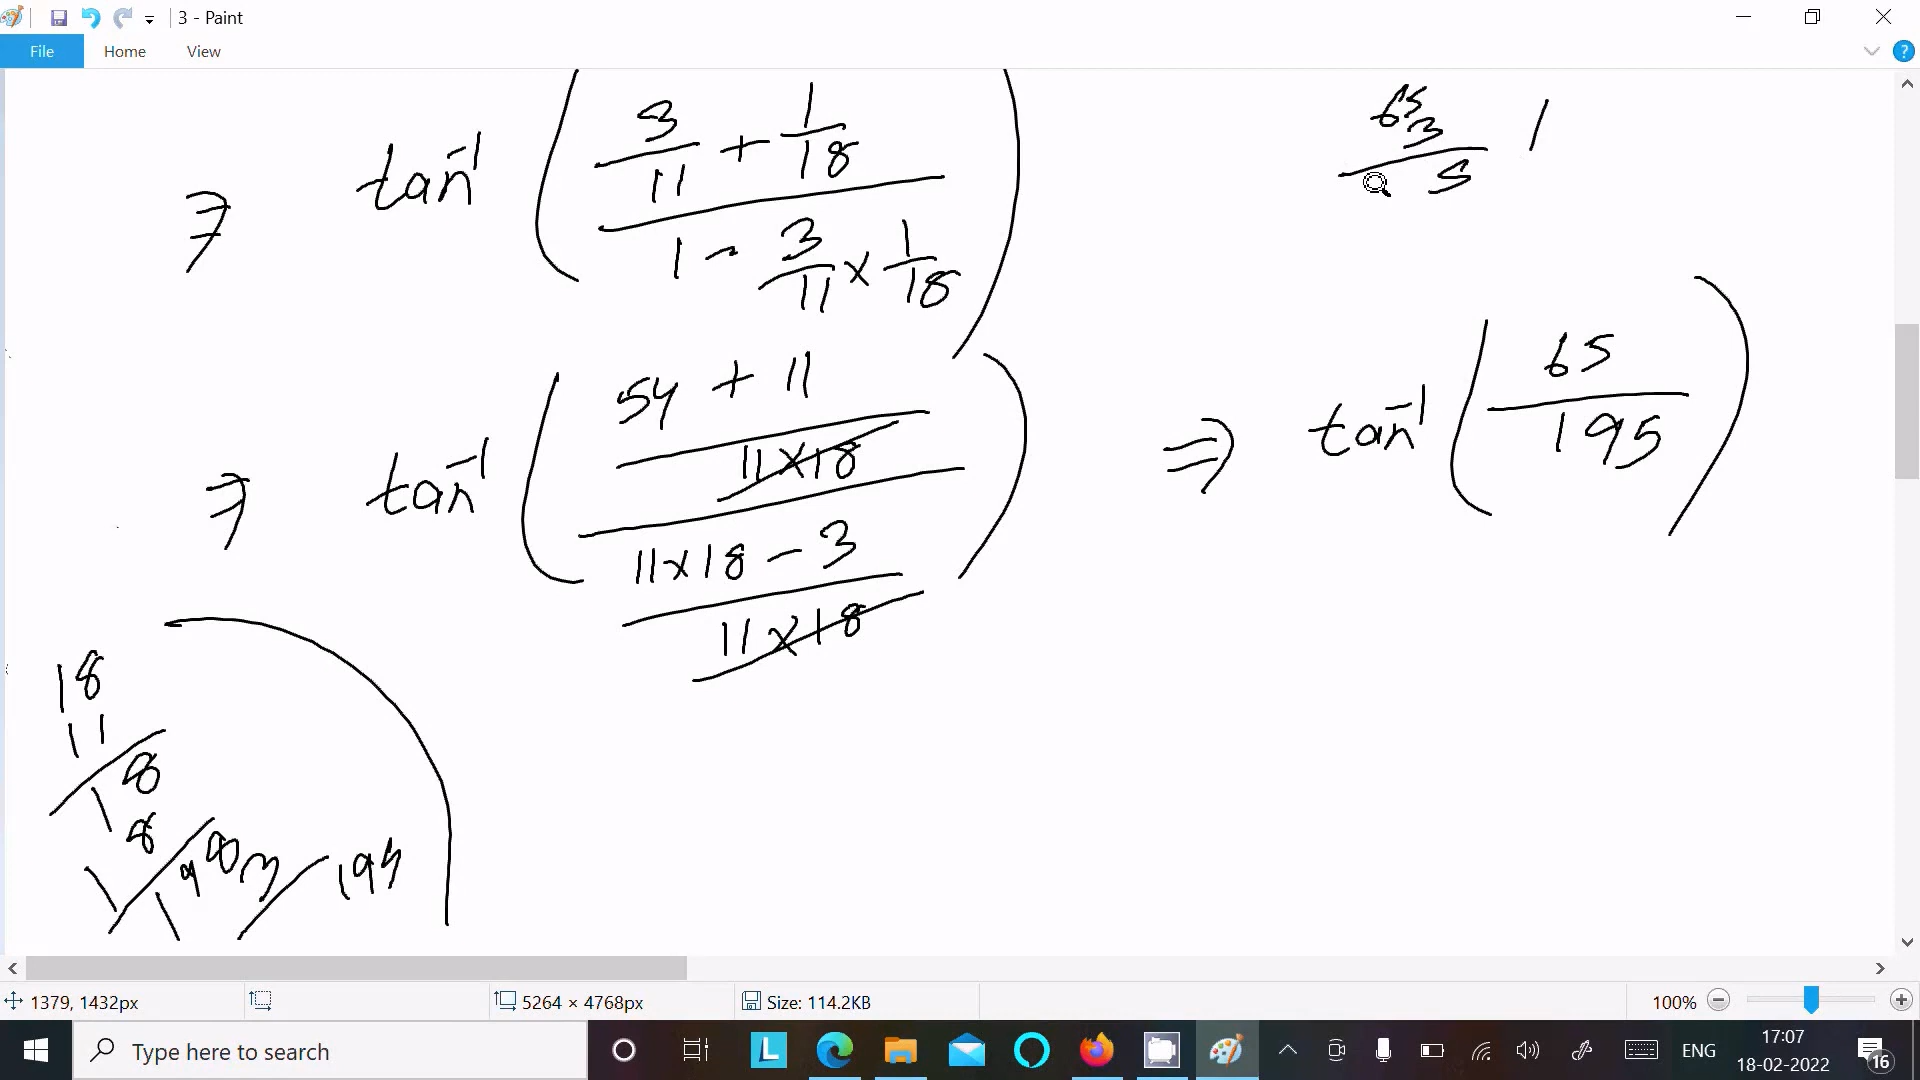 3 - Paint
File Home View
⇒ tan⁻¹ ( (3/11 + 1/18) / (1 - 3/11 × 1/18) )
65
3
5
1
⇒ tan⁻¹ ( ((54 + 11) / (11×18)) / ((11×18 - 3) / (11×18)) )
⇒ tan⁻¹ ( 65 / 195 )
18
11
18
18
198
3
195
1379, 1432px 5264 × 4768px Size: 114.2KB 100%
Type here to search
L
ENG
17:07
18-02-2022
16